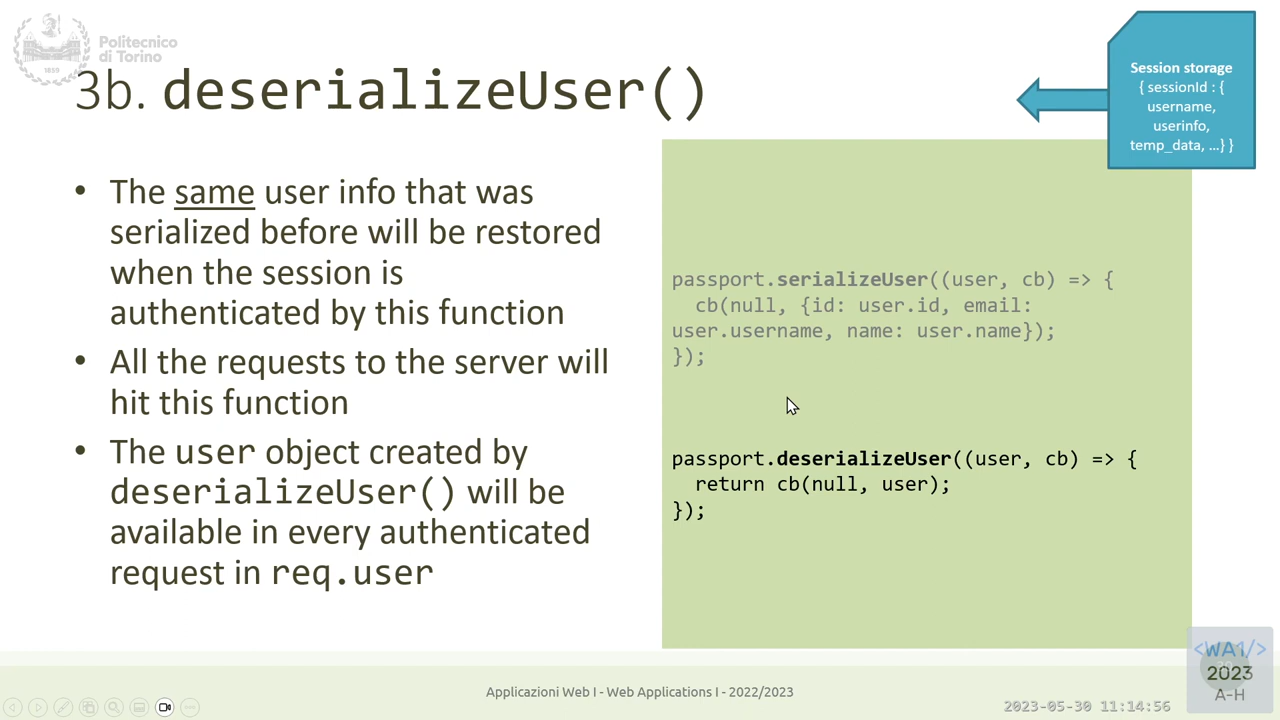 Politecnico
di Torino
1859
3b. deserializeUser()
Session storage
{ sessionId : {
username,
userinfo,
temp_data, ...} }
• The same user info that was
serialized before will be restored
when the session is
authenticated by this function
• All the requests to the server will
hit this function
• The user object created by
deserializeUser() will be
available in every authenticated
request in req.user
passport.serializeUser((user, cb) => {
cb(null, {id: user.id, email:
user.username, name: user.name});
});
passport.deserializeUser((user, cb) => {
return cb(null, user);
});
Applicazioni Web I - Web Applications I - 2022/2023
2023-05-30 11:14:56
<WA1/>
2023
A-H